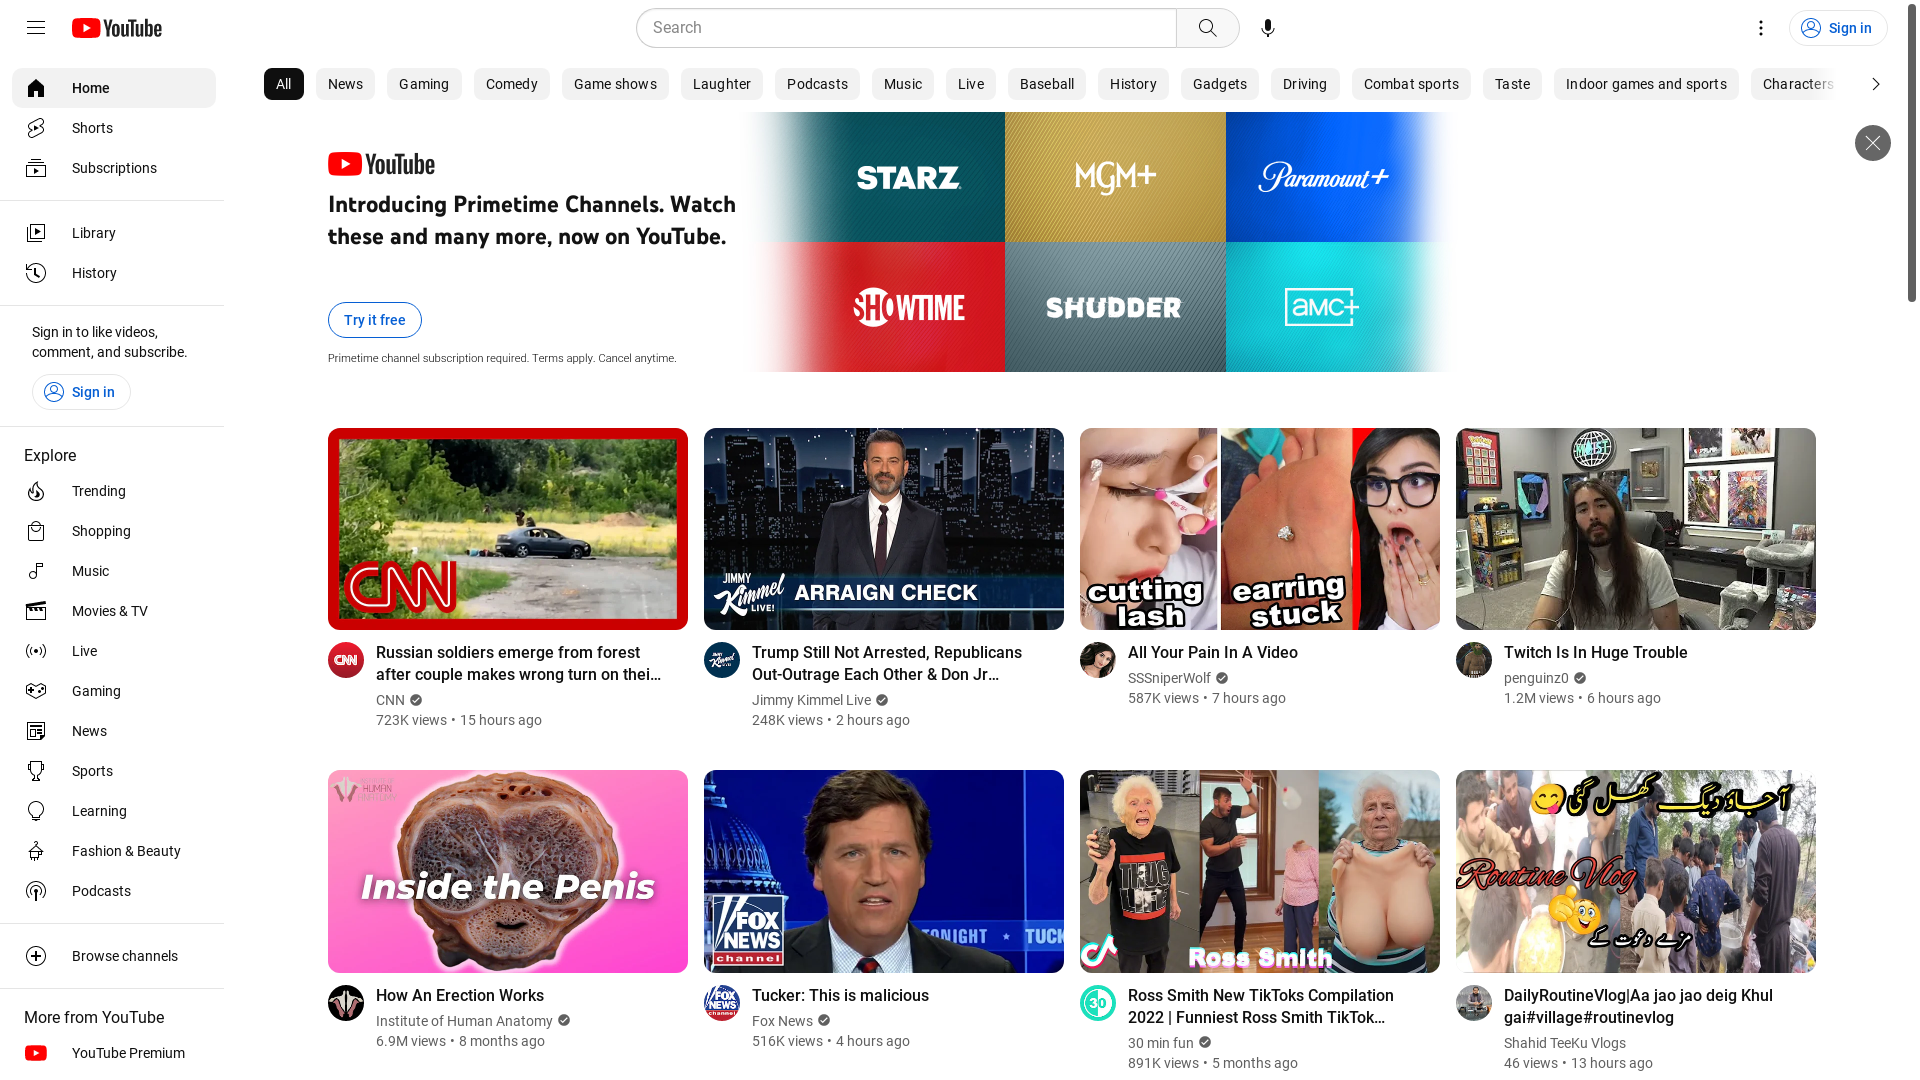 YouTube
Search
Sign in
Home
Shorts
Subscriptions
Library
History
Sign in to like videos,
comment, and subscribe.
Sign in
Explore
Trending
Shopping
Music
Movies & TV
Live
Gaming
News
Sports
Learning
Fashion & Beauty
Podcasts
Browse channels
More from YouTube
YouTube Premium
All
News
Gaming
Comedy
Game shows
Laughter
Podcasts
Music
Live
Baseball
History
Gadgets
Driving
Combat sports
Taste
Indoor games and sports
Characters
YouTube
Introducing Primetime Channels. Watch
these and many more, now on YouTube.
Try it free
Primetime channel subscription required. Terms apply. Cancel anytime.
STARZ
MGM+
Paramount+
SHOWTIME
SHUDDER
aMC+
CNN
CNN
Russian soldiers emerge from forest
after couple makes wrong turn on thei...
CNN
723K views • 15 hours ago
JIMMY
Kimmel
LIVE!
ARRAIGN CHECK
Trump Still Not Arrested, Republicans
Out-Outrage Each Other & Don Jr...
Jimmy Kimmel Live
248K views • 2 hours ago
cutting
lash
earring
stuck
All Your Pain In A Video
SSSniperWolf
587K views • 7 hours ago
Twitch Is In Huge Trouble
penguinz0
1.2M views • 6 hours ago
HUMAN
Inside the Penis
How An Erection Works
Institute of Human Anatomy
6.9M views • 8 months ago
FOX
NEWS
channel
TONIGHT
TUCK
Tucker: This is malicious
Fox News
516K views • 4 hours ago
THUG
LIFE
Ross Smith
30
Ross Smith New TikToks Compilation
2022 | Funniest Ross Smith TikTok...
30 min fun
891K views • 5 months ago
آجاؤ دیگ کھل گئی
Routine Vlog
مزے دعوت کے
DailyRoutineVlog|Aa jao jao deig Khul
gai#village#routinevlog
Shahid TeeKu Vlogs
46 views • 13 hours ago